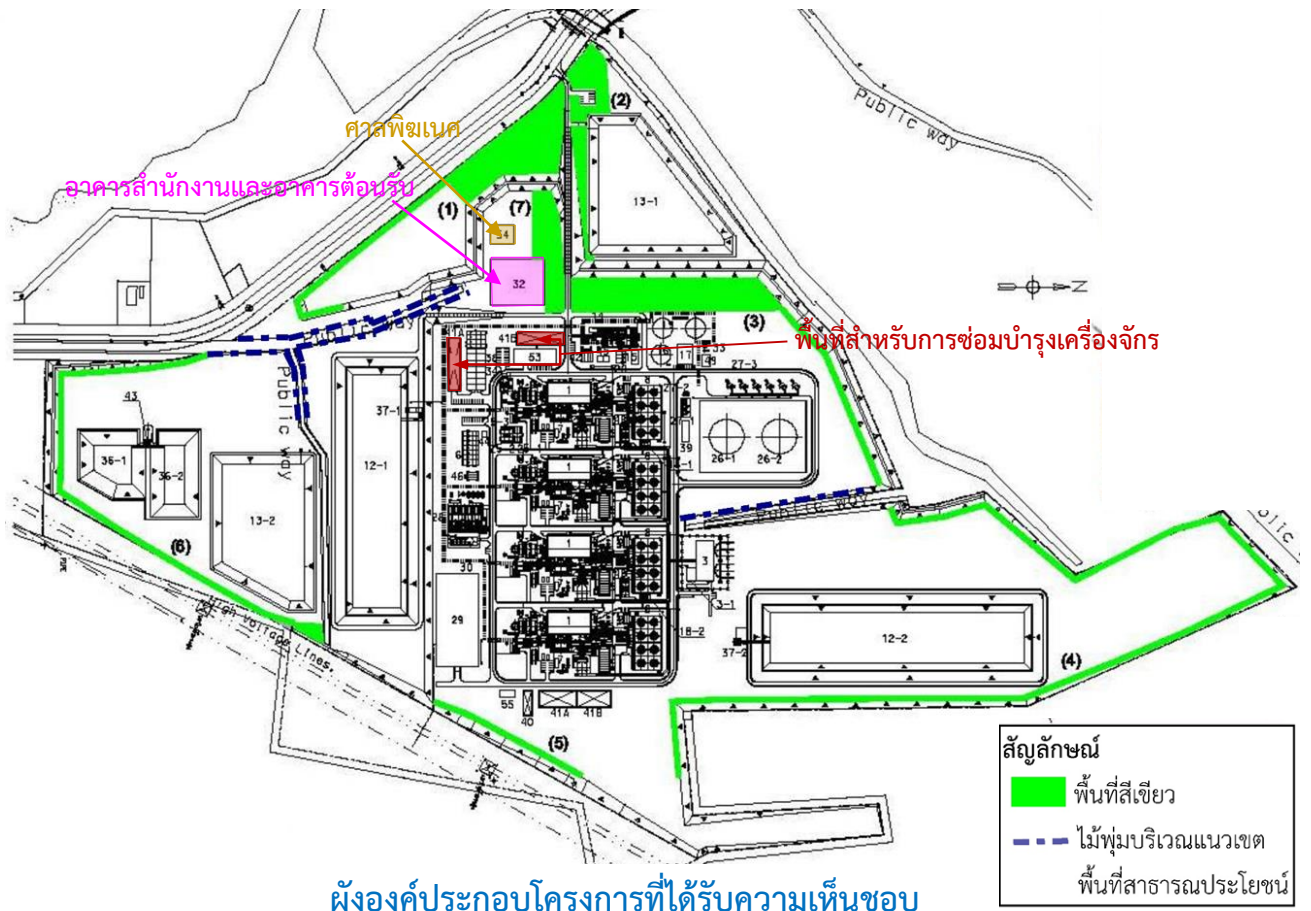 (2)
Public way
ศาลพิฆเนศ
13-1
อาคารสำนักงานและอาคารต้อนรับ
(1)
(7)
54
32
N
(3)
41A
41B
53
17
33
พื้นที่สำหรับการซ่อมบำรุงเครื่องจักร
27-3
Public way
1
43
37-1
12-1
39
26-1
26-2
36-1
36-2
46
1
13-2
(6)
1
3
30
3-1
29
1
18-2
12-2
37-2
(4)
High Voltage Lines.
55
40
41A
41B
(5)
สัญลักษณ์
พื้นที่สีเขียว
ไม้พุ่มบริเวณแนวเขต
พื้นที่สาธารณประโยชน์
ผังองค์ประกอบโครงการที่ได้รับความเห็นชอบ